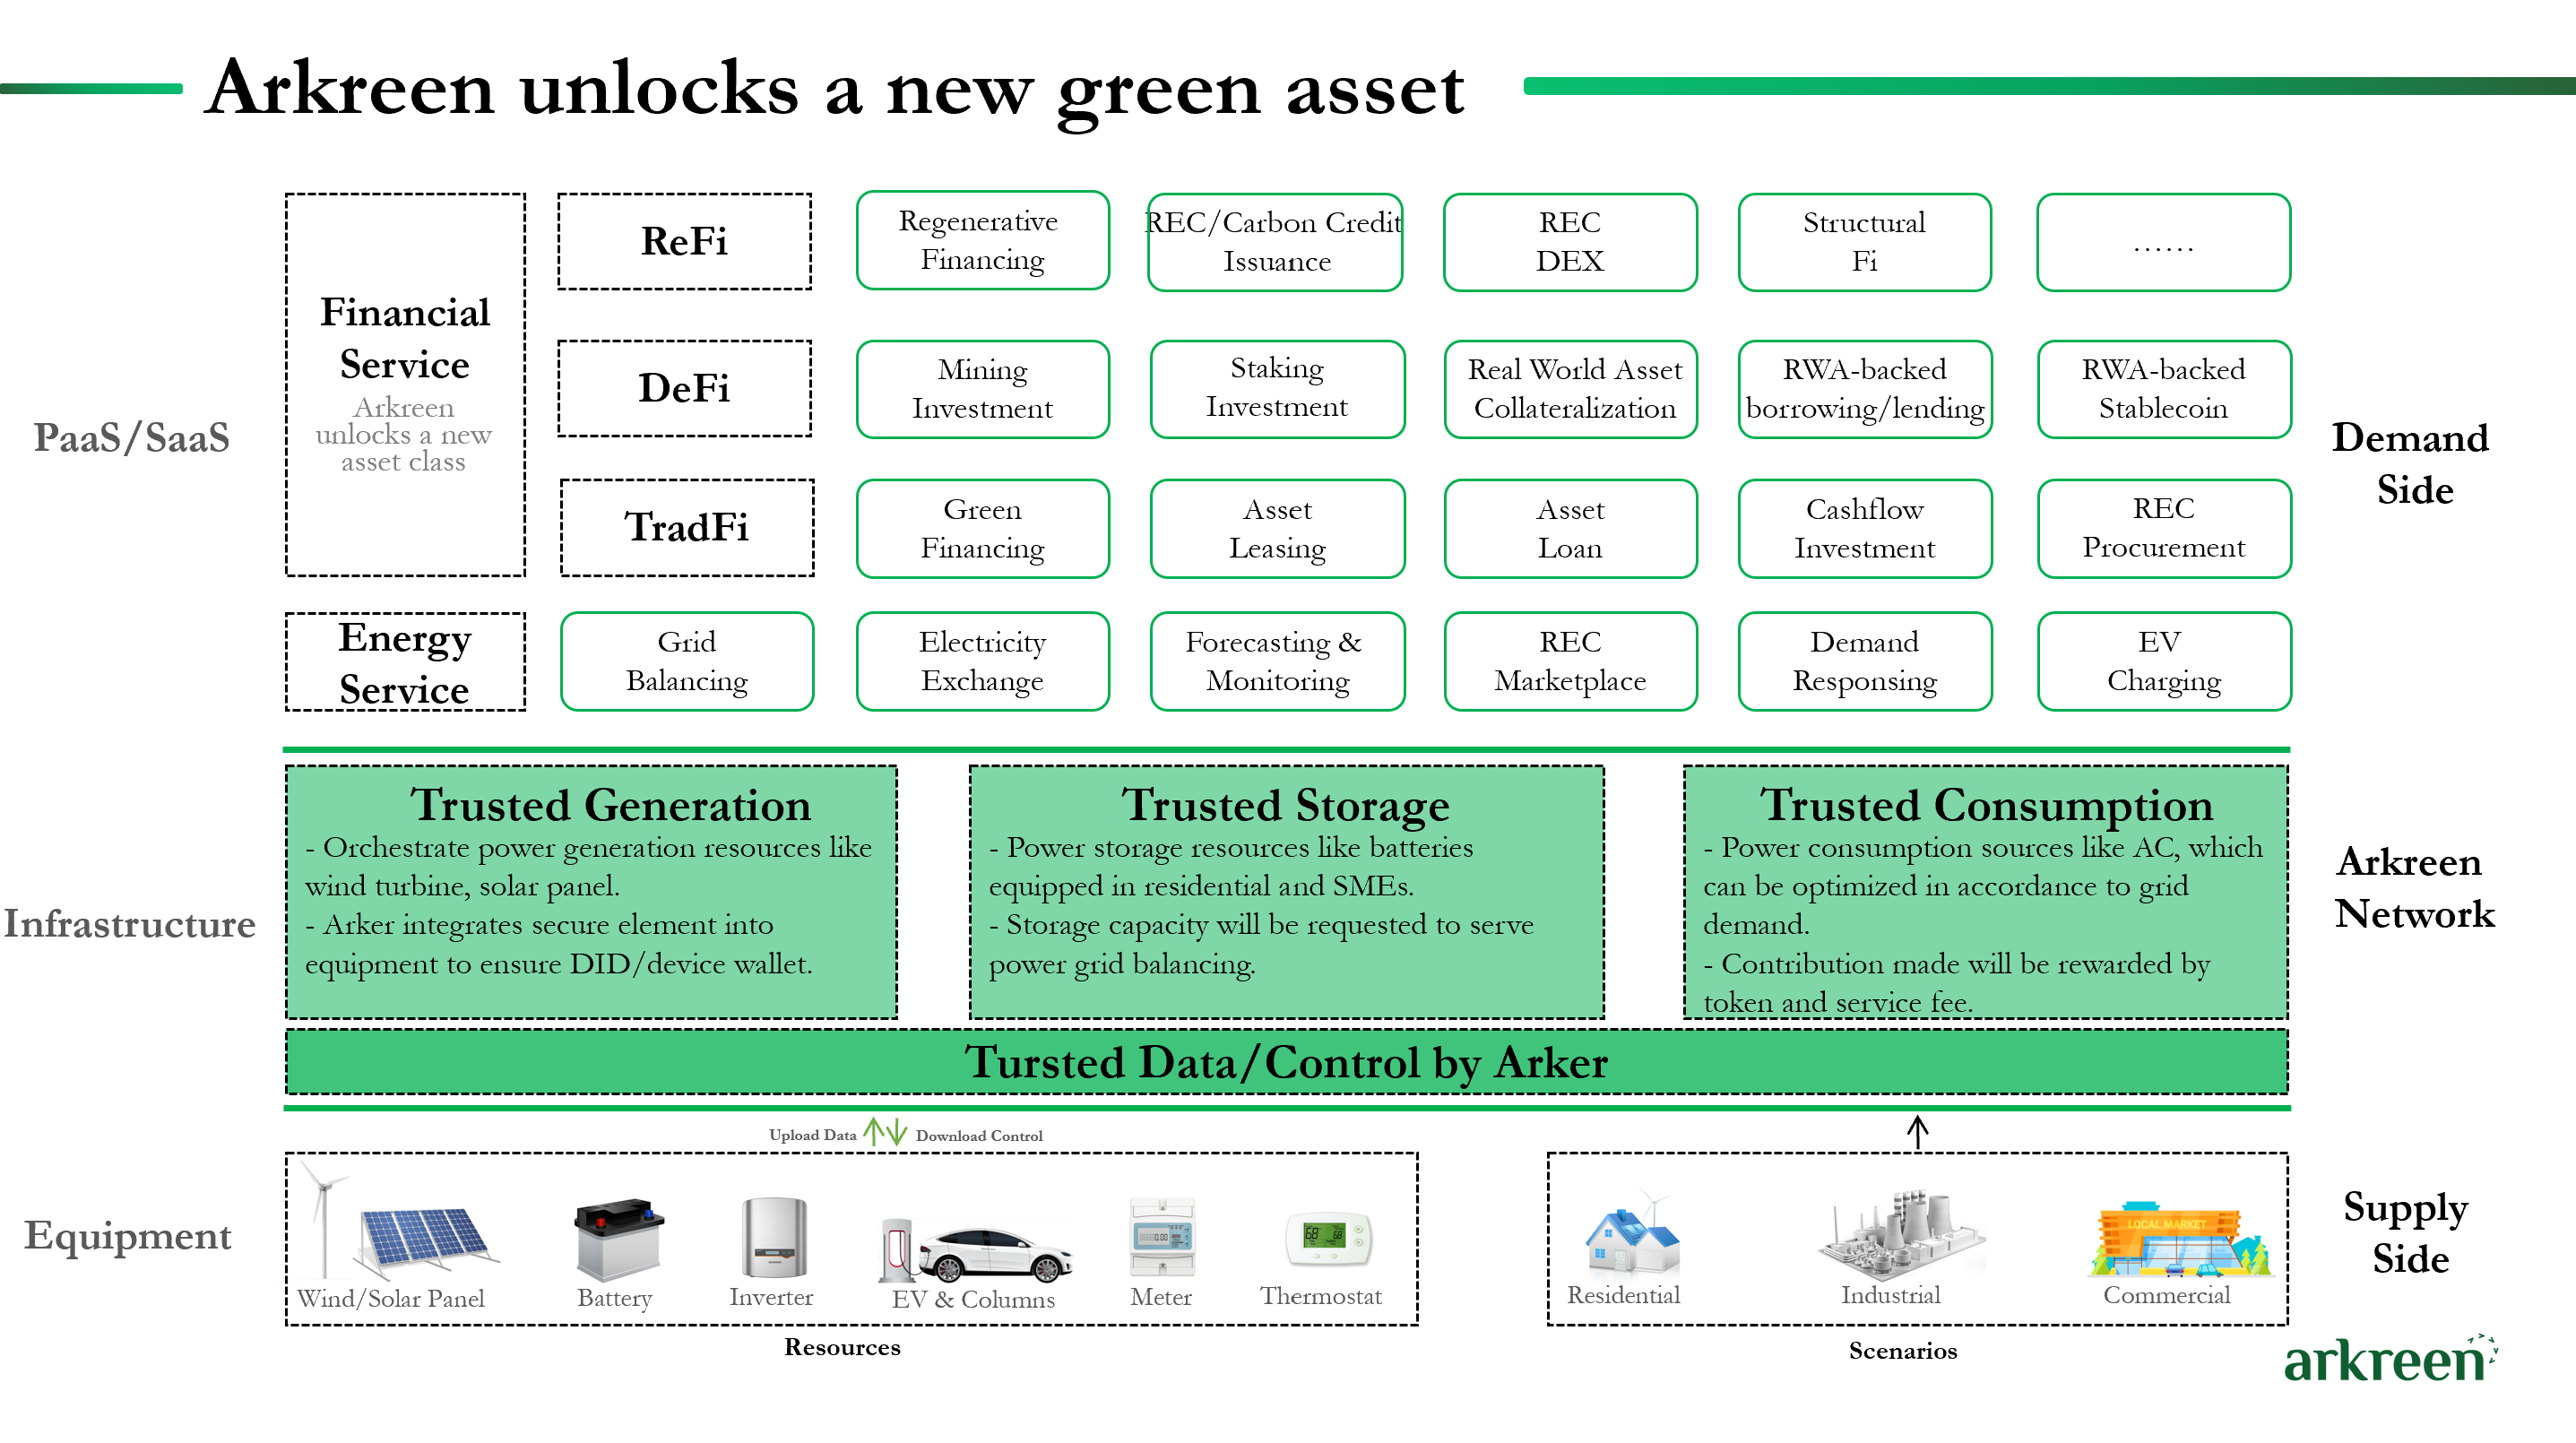 Arkreen unlocks a new green asset
PaaS/SaaS
Financial
Service
Arkreen
unlocks a new
asset class
ReFi
Regenerative
Financing
REC/Carbon Credit
Issuance
REC
DEX
Structural
Fi
......
DeFi
Mining
Investment
Staking
Investment
Real World Asset
Collateralization
RWA-backed
borrowing/lending
RWA-backed
Stablecoin
TradFi
Green
Financing
Asset
Leasing
Asset
Loan
Cashflow
Investment
REC
Procurement
Energy
Service
Grid
Balancing
Electricity
Exchange
Forecasting &
Monitoring
REC
Marketplace
Demand
Responsing
EV
Charging
Demand
Side
Infrastructure
Trusted Generation
- Orchestrate power generation resources like
wind turbine, solar panel.
- Arker integrates secure element into
equipment to ensure DID/device wallet.
Trusted Storage
- Power storage resources like batteries
equipped in residential and SMEs.
- Storage capacity will be requested to serve
power grid balancing.
Trusted Consumption
- Power consumption sources like AC, which
can be optimized in accordance to grid
demand.
- Contribution made will be rewarded by
token and service fee.
Tursted Data/Control by Arker
Arkreen
Network
Upload Data
Download Control
Equipment
Wind/Solar Panel
Battery
Inverter
EV & Columns
Meter
Thermostat
Resources
LOCAL MARKET
Residential
Industrial
Commercial
Scenarios
Supply
Side
arkreen